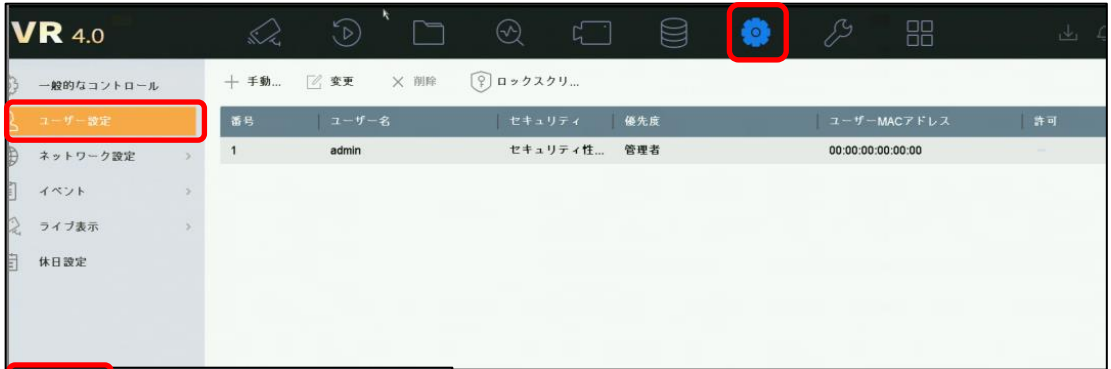 VR 4.0
一般的なコントロール
ユーザー設定
ネットワーク設定
イベント
ライブ表示
休日設定
手動... 変更 削除 ロックスクリ...
番号 ユーザー名 セキュリティ 優先度 ユーザーMACアドレス 許可
1 admin セキュリティ性... 管理者 00:00:00:00:00:00